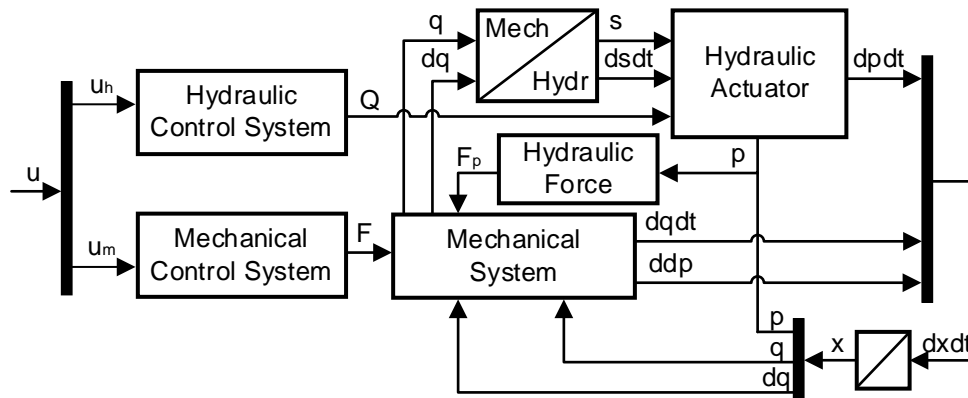 q
Mech
s
dq
Hydr
dsdt
Hydraulic
Actuator
dpdt
uh
Hydraulic
Control System
Q
Fp
Hydraulic
Force
p
u
um
Mechanical
Control System
F
Mechanical
System
dqdt
ddp
p
q
dq
x
dxdt